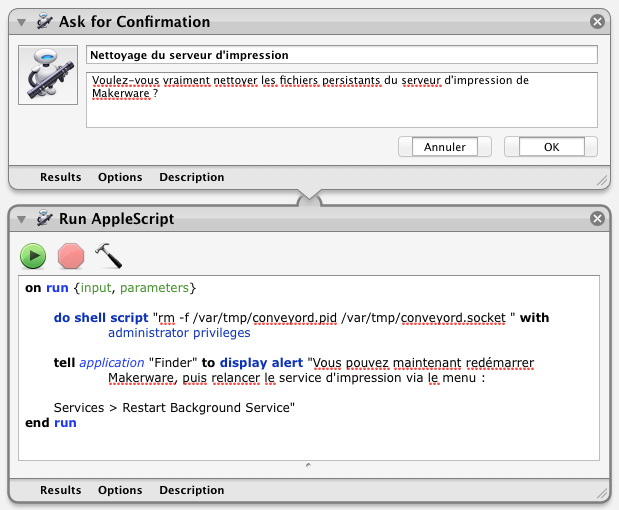 Ask for Confirmation
Nettoyage du serveur d'impression
Voulez-vous vraiment nettoyer les fichiers persistants du serveur d'impression de
Makerware ?
Annuler OK
Results Options Description
Run AppleScript
on run {input, parameters}
do shell script "rm -f /var/tmp/conveyord.pid /var/tmp/conveyord.socket " with
administrator privileges
tell application "Finder" to display alert "Vous pouvez maintenant redémarrer
Makerware, puis relancer le service d'impression via le menu :
Services > Restart Background Service"
end run
Results Options Description